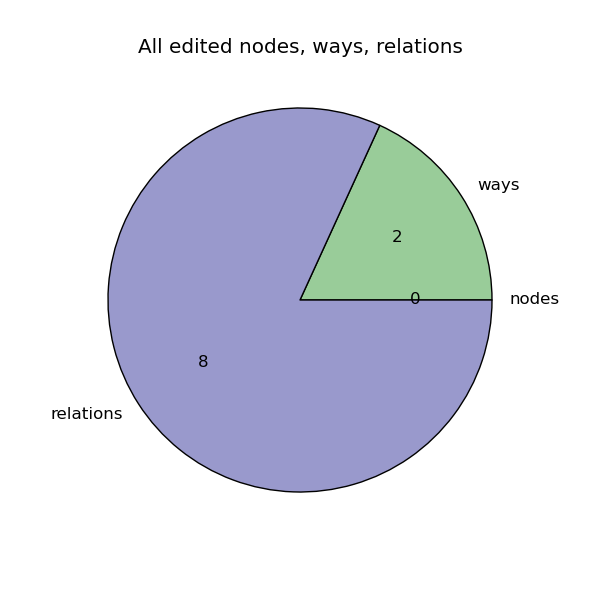 All edited nodes, ways, relations
ways
2
0
nodes
8
relations